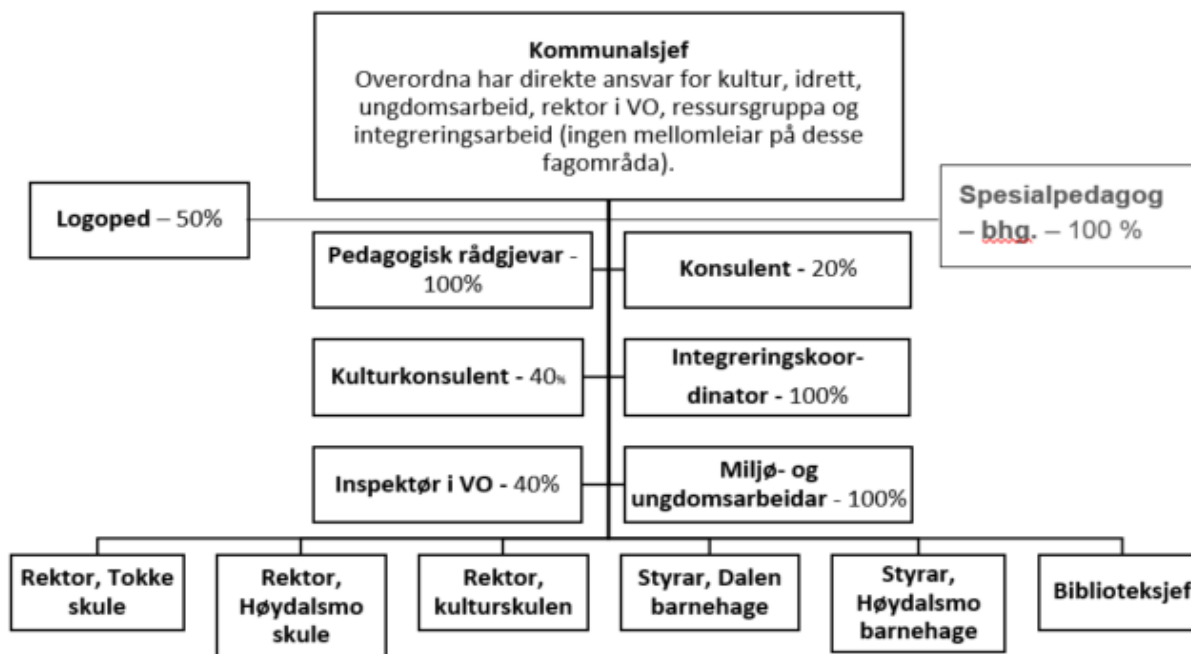 Kommunalsjef
Overordna har direkte ansvar for kultur, idrett,
ungdomsarbeid, rektor i VO, ressursgruppa og
integreringsarbeid (ingen mellomleiar på desse
fagområda).
Logoped – 50%
Spesialpedagog
– bhg. – 100 %
Pedagogisk rådgjevar -
100%
Konsulent - 20%
Kulturkonsulent - 40%
Integreringskoor-
dinator - 100%
Inspektør i VO - 40%
Miljø- og
ungdomsarbeidar - 100%
Rektor, Tokke
skule
Rektor,
Høydalsmo
skule
Rektor,
kulturskulen
Styrar, Dalen
barnehage
Styrar,
Høydalsmo
barnehage
Biblioteksjef